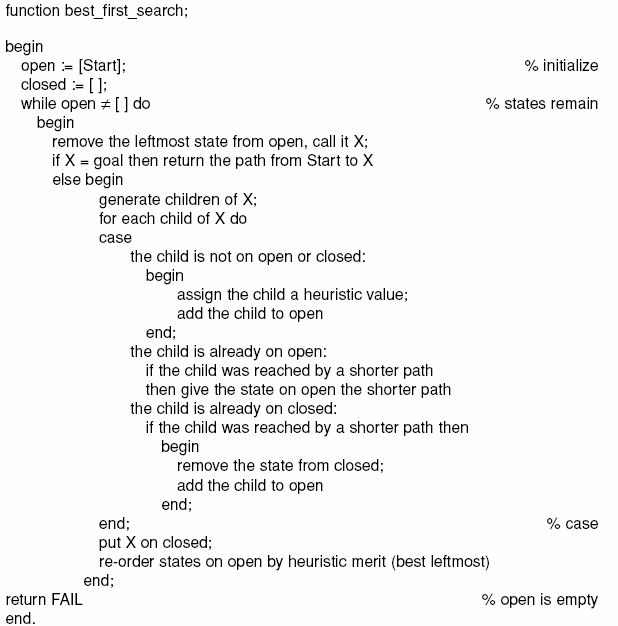 function best_first_search;
begin
open := [Start]; % initialize
closed := [ ];
while open ≠ [ ] do % states remain
begin
remove the leftmost state from open, call it X;
if X = goal then return the path from Start to X
else begin
generate children of X;
for each child of X do
case
the child is not on open or closed:
begin
assign the child a heuristic value;
add the child to open
end;
the child is already on open:
if the child was reached by a shorter path
then give the state on open the shorter path
the child is already on closed:
if the child was reached by a shorter path then
begin
remove the state from closed;
add the child to open
end;
end; % case
put X on closed;
re-order states on open by heuristic merit (best leftmost)
end;
return FAIL % open is empty
end.